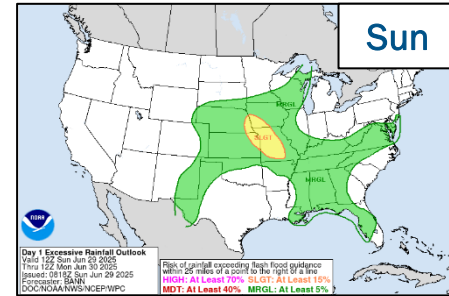 Sun
MRGL
SLGT
MRGL
NOAA
Day 1 Excessive Rainfall Outlook
Valid 12Z Sun Jun 29 2025
Thru 12Z Mon Jun 30 2025
Issued: 0818Z Sun Jun 29 2025
Forecaster: BANN
DOC/NOAA/NWS/NCEP/WPC
Risk of rainfall exceeding flash flood guidance
within 25 miles of a point to the right of a line
HIGH: At Least 70% SLGT: At Least 15%
MDT: At Least 40% MRGL: At Least 5%